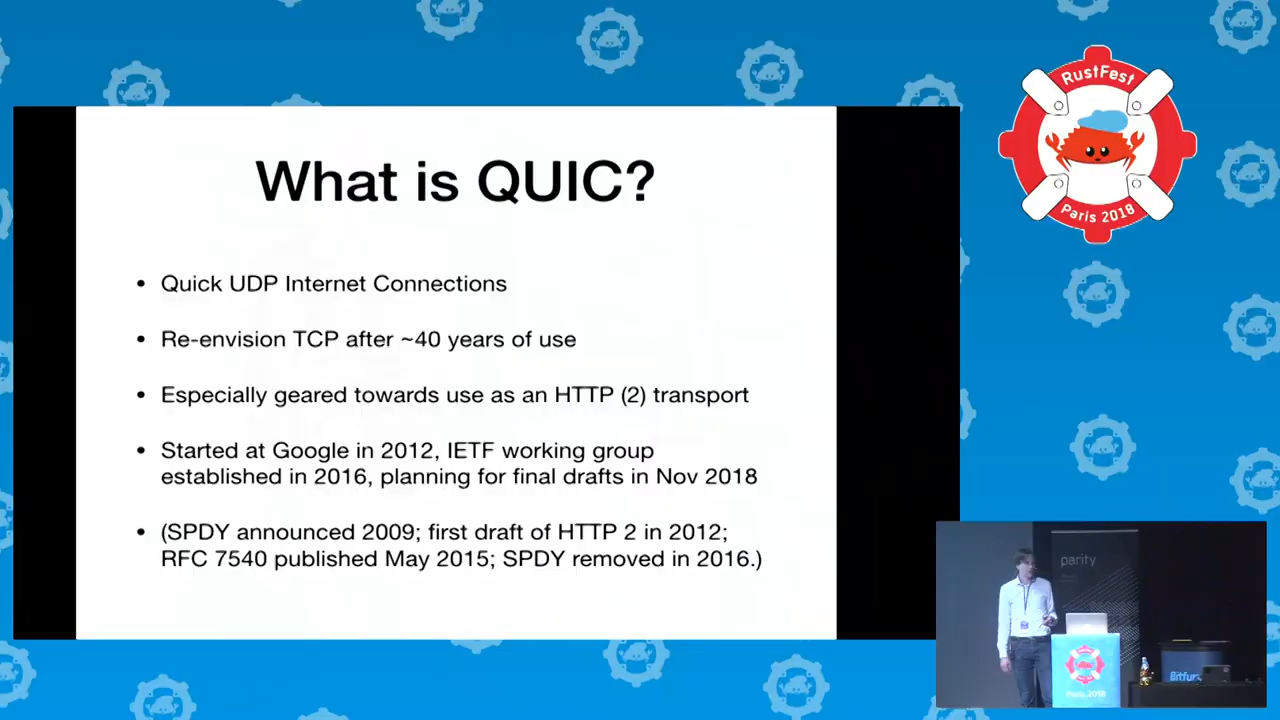 What is QUIC?
• Quick UDP Internet Connections
• Re-envision TCP after ~40 years of use
• Especially geared towards use as an HTTP (2) transport
• Started at Google in 2012, IETF working group
established in 2016, planning for final drafts in Nov 2018
• (SPDY announced 2009; first draft of HTTP 2 in 2012;
RFC 7540 published May 2015; SPDY removed in 2016.)
RustFest
Paris 2018
parity
RustFest
Paris 2018